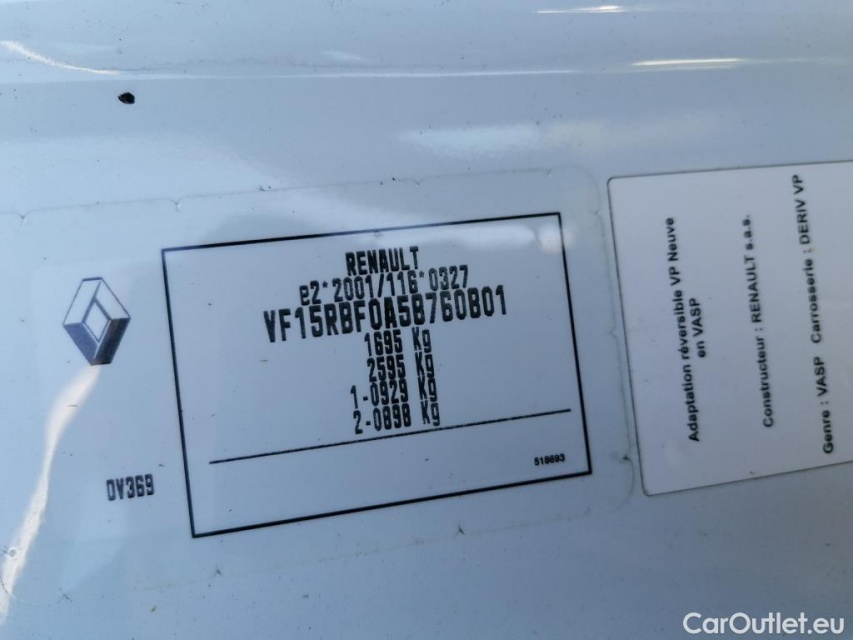 RENAULT
e2*2001/116*0327
VF15RBF0A58760801
1695 Kg
2595 Kg
1-0929 Kg
2-0898 Kg
518693
DV369
Adaptation réversible VP Neuve
en VASP
Constructeur : RENAULT s.a.s.
Genre : VASP Carrosserie : DERIV VP
CarOutlet.eu